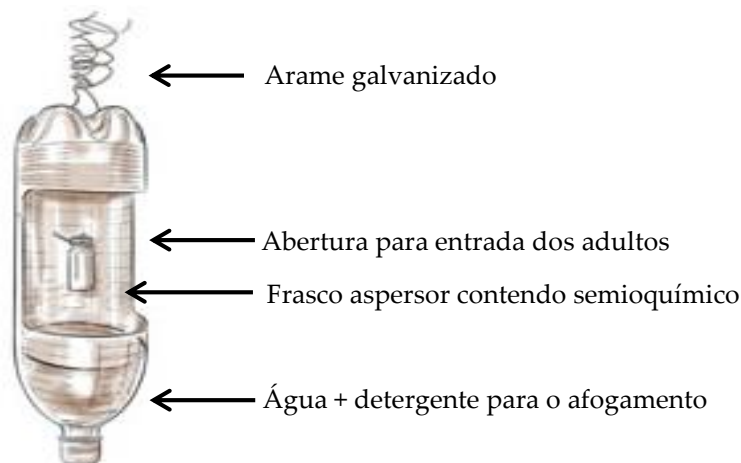 Arame galvanizado
Abertura para entrada dos adultos
Frasco aspersor contendo semioquímico
Água + detergente para o afogamento